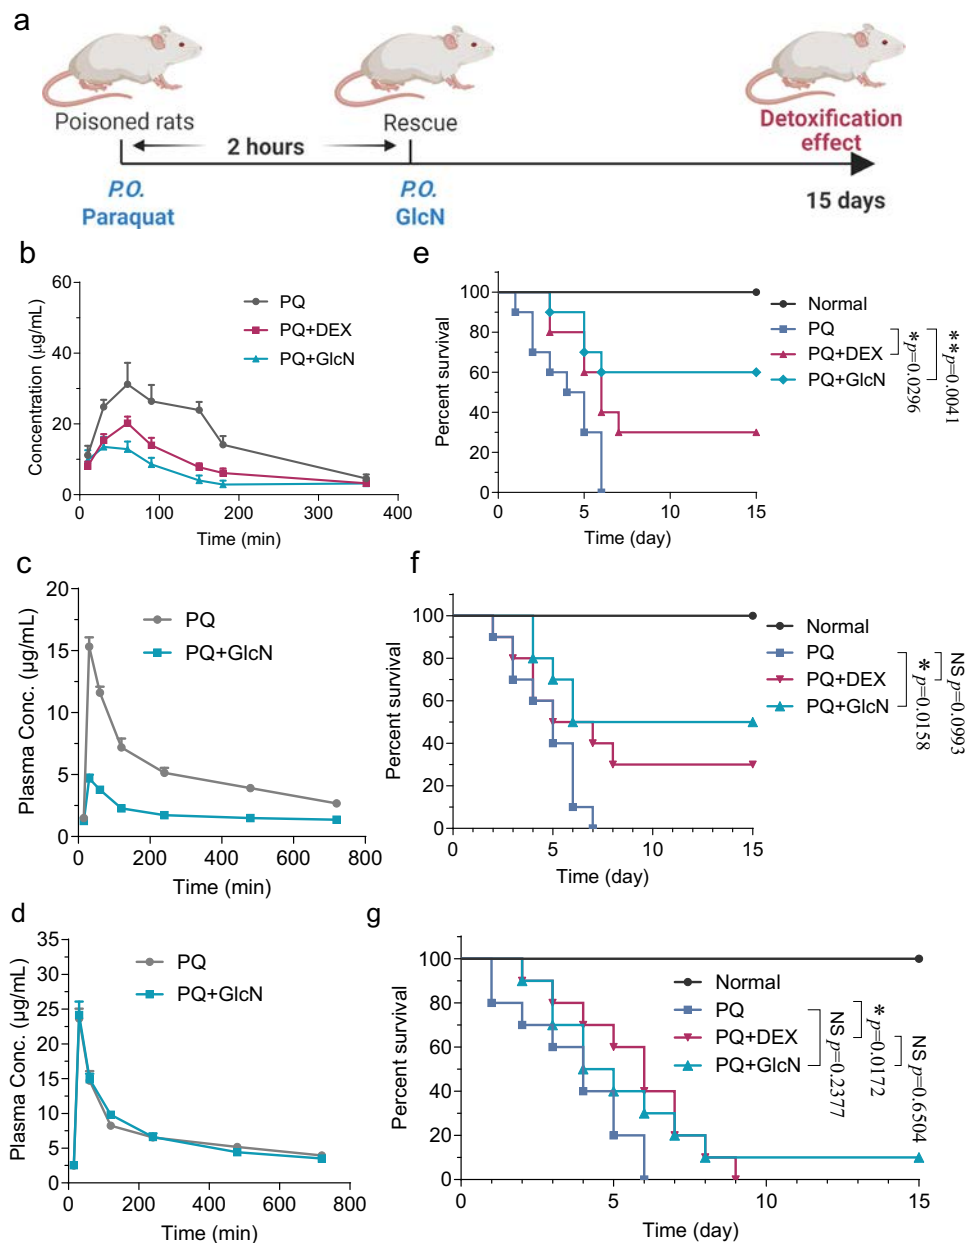 a
Poisoned rats
Rescue
Detoxification
effect
2 hours
P.O.
Paraquat
P.O.
GlcN
15 days
b
60
40
20
0
Concentration (μg/mL)
0
100
200
300
400
Time (min)
PQ
PQ+DEX
PQ+GlcN
e
100
80
60
40
20
0
Percent survival
0
5
10
15
Time (day)
Normal
PQ
PQ+DEX
PQ+GlcN
* p=0.0296
** p=0.0041
c
20
15
10
5
0
Plasma Conc. (μg/mL)
0
200
400
600
800
Time (min)
PQ
PQ+GlcN
f
100
80
60
40
20
0
Percent survival
0
5
10
15
Time (day)
Normal
PQ
PQ+DEX
PQ+GlcN
* p=0.0158
NS p=0.0993
d
35
30
25
20
15
10
5
0
Plasma Conc. (μg/mL)
0
200
400
600
800
Time (min)
PQ
PQ+GlcN
g
100
80
60
40
20
0
Percent survival
0
5
10
15
Time (day)
Normal
PQ
PQ+DEX
PQ+GlcN
NS p=0.2377
* p=0.0172
NS p=0.6504